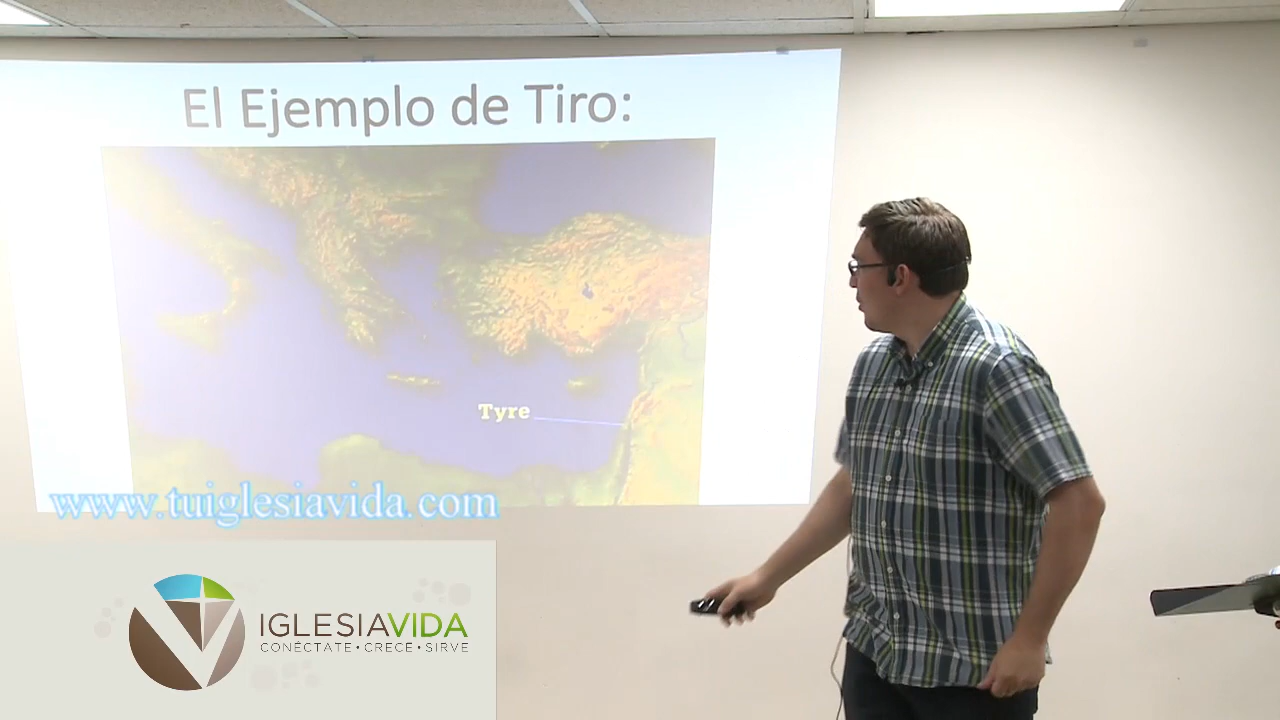 El Ejemplo de Tiro:
Tyre
www.tuiglesiavida.com
IGLESIAVIDA
CONÉCTATE • CRECE • SIRVE